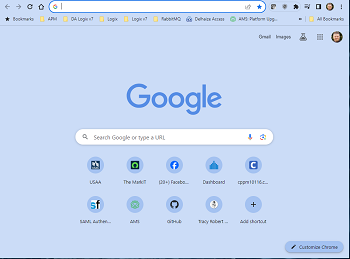 Bookmarks APM DA Logix v7 Logix Logix v7 RabbitMQ Delhaize Access AMS: Platform Upg... » All Bookmarks
Gmail Images
Google
Search Google or type a URL
USAA The MarkIT (20+) Facebo... Dashboard cppm10116.c...
SAML Authen... AMS GitHub Tracy Robert ... Add shortcut
Customize Chrome